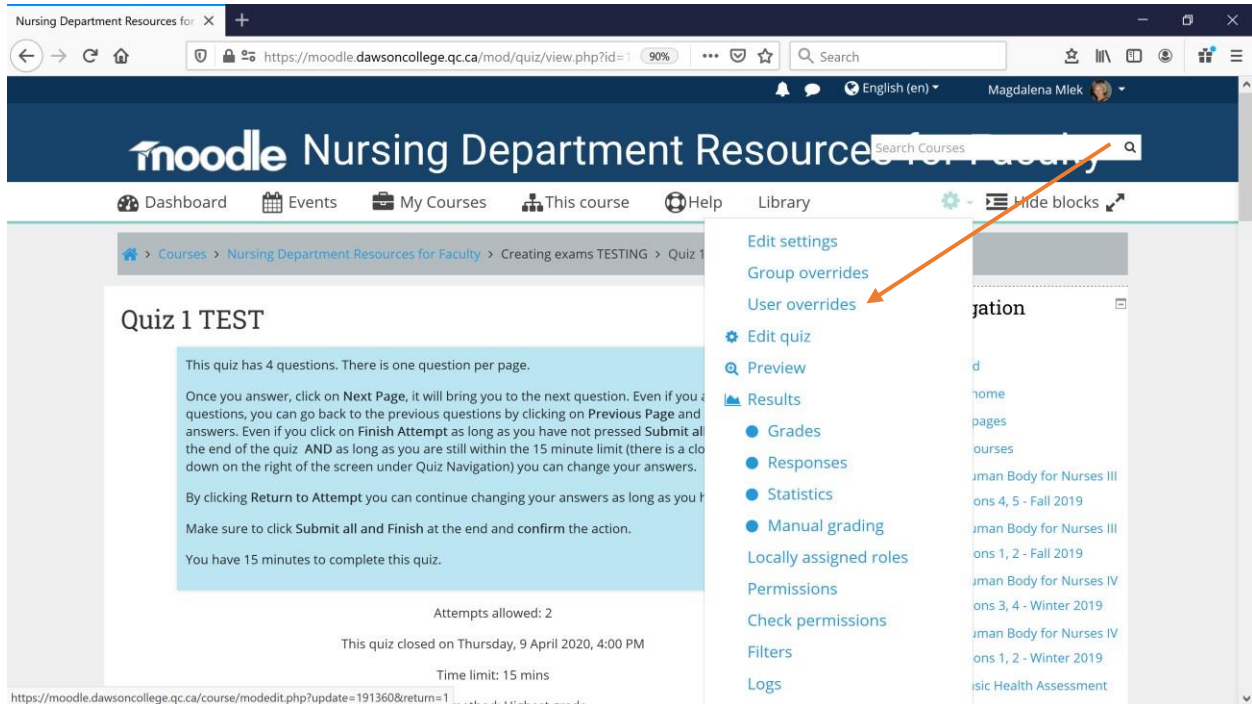 Nursing Department Resources for
https://moodle.dawsoncollege.qc.ca/mod/quiz/view.php?id=1 90% Search
English (en) Magdalena Mlek
moodle Nursing Department Resources for Faculty
Search Courses
Dashboard Events My Courses This course Help Library Hide blocks
> Courses > Nursing Department Resources for Faculty > Creating exams TESTING > Quiz 1
Quiz 1 TEST
This quiz has 4 questions. There is one question per page.
Once you answer, click on Next Page, it will bring you to the next question. Even if you
questions, you can go back to the previous questions by clicking on Previous Page and
answers. Even if you click on Finish Attempt as long as you have not pressed Submit all
the end of the quiz AND as long as you are still within the 15 minute limit (there is a clo
down on the right of the screen under Quiz Navigation) you can change your answers.
By clicking Return to Attempt you can continue changing your answers as long as you h
Make sure to click Submit all and Finish at the end and confirm the action.
You have 15 minutes to complete this quiz.
Attempts allowed: 2
This quiz closed on Thursday, 9 April 2020, 4:00 PM
Time limit: 15 mins
https://moodle.dawsoncollege.qc.ca/course/modedit.php?update=191360&return=1
Edit settings
Group overrides
User overrides
Edit quiz
Preview
Results
Grades
Responses
Statistics
Manual grading
Locally assigned roles
Permissions
Check permissions
Filters
Logs
gation
d
home
pages
ourses
uman Body for Nurses III
ons 4, 5 - Fall 2019
uman Body for Nurses III
ons 1, 2 - Fall 2019
uman Body for Nurses IV
ons 3, 4 - Winter 2019
uman Body for Nurses IV
ons 1, 2 - Winter 2019
asic Health Assessment